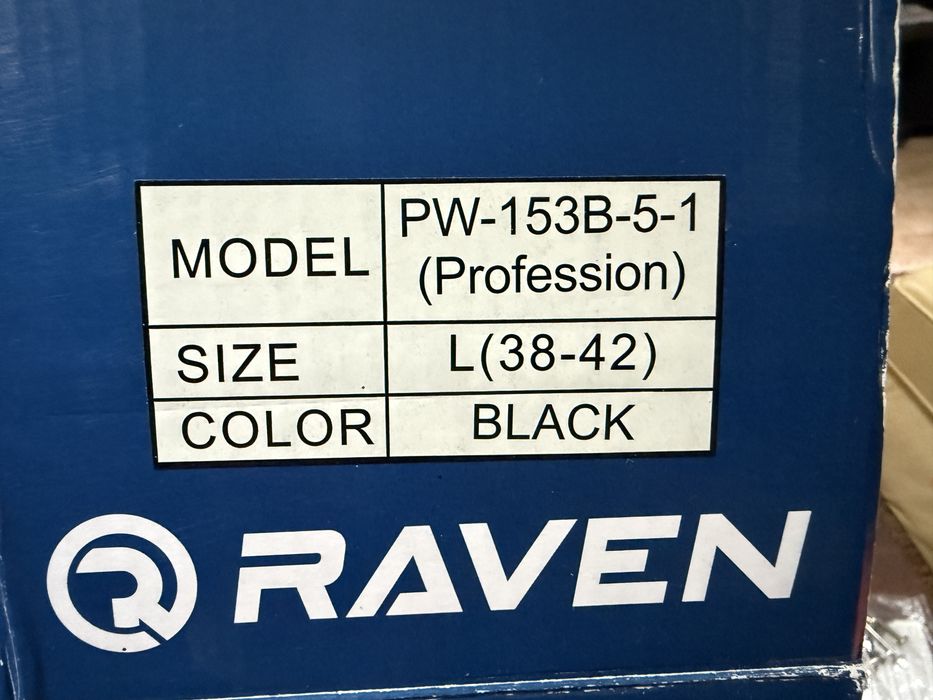 MODEL PW-153B-5-1
(Profession)
SIZE L(38-42)
COLOR BLACK
RAVEN